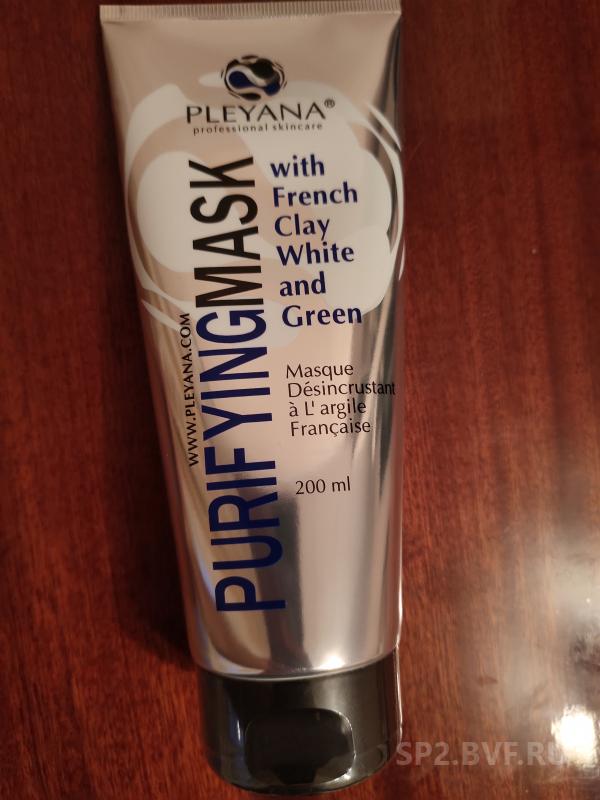 PLEYANA®
professional skincare
PURIFYINGMASK
with
French
Clay
White
and
Green
WWW.PLEYANA.COM
Masque
Désincrustant
à L' argile
Française
200 ml
SP2.BVF.RU